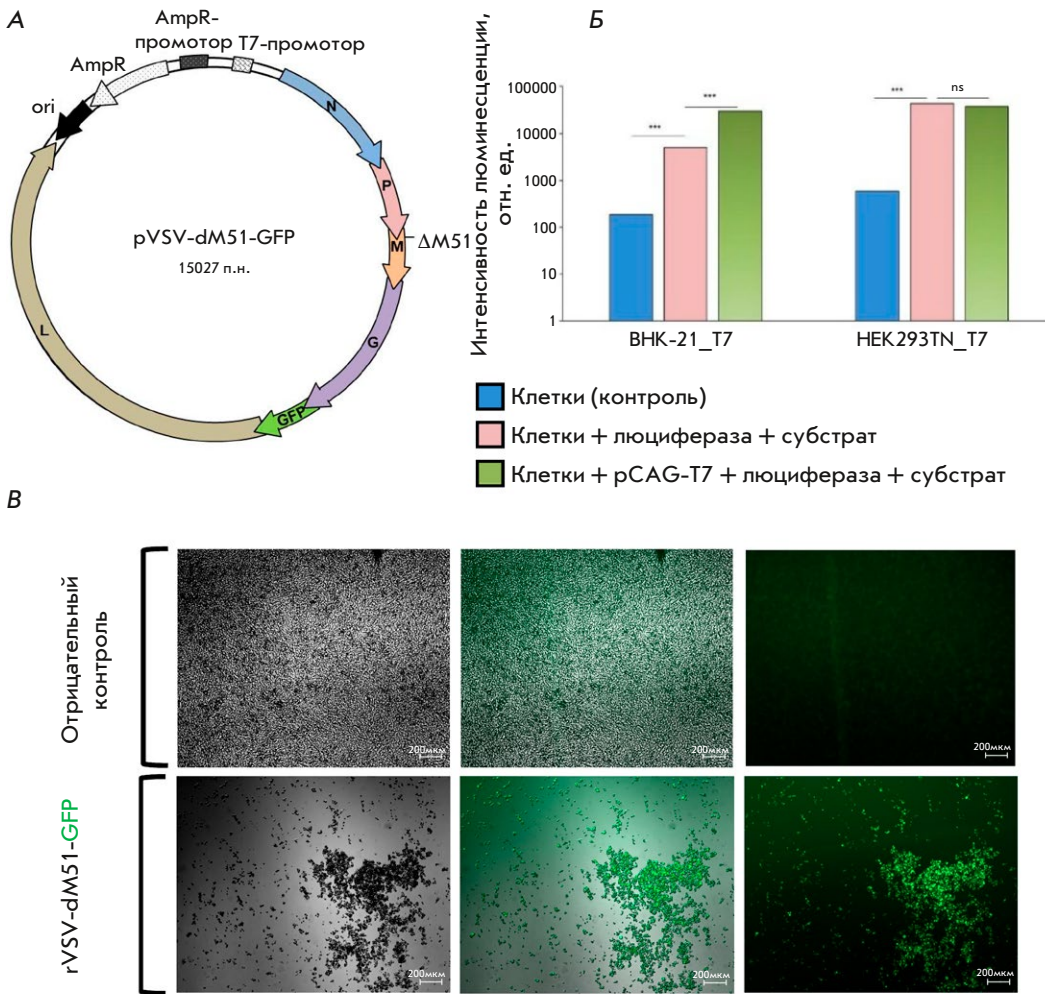 А
AmpR-
промотор
T7-промотор
AmpR
ori
N
P
M
ΔM51
G
GFP
L
pVSV-dM51-GFP
15027 п.н.
Б
Интенсивность люминесценции,
отн. ед.
100000
10000
1000
100
10
1
***
***
***
ns
BHK-21_T7
HEK293TN_T7
Клетки (контроль)
Клетки + люцифераза + субстрат
Клетки + pCAG-T7 + люцифераза + субстрат
В
Отрицательный
контроль
200мкм
200мкм
200мкм
rVSV-dM51-GFP
200мкм
200мкм
200мкм